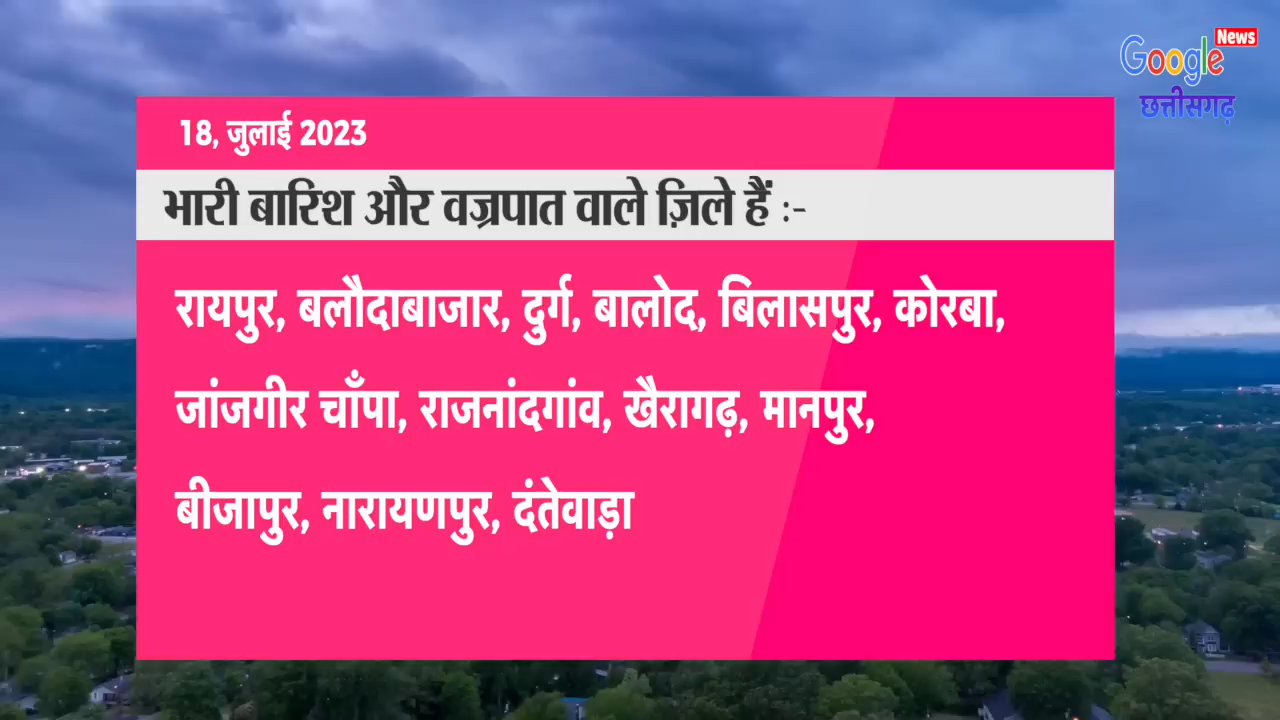 Google News
छत्तीसगढ़
18, जुलाई 2023
भारी बारिश और वज्रपात वाले ज़िले हैं :-
रायपुर, बलौदाबाजार, दुर्ग, बालोद, बिलासपुर, कोरबा,
जांजगीर चाँपा, राजनांदगांव, खैरागढ़, मानपुर,
बीजापुर, नारायणपुर, दंतेवाड़ा